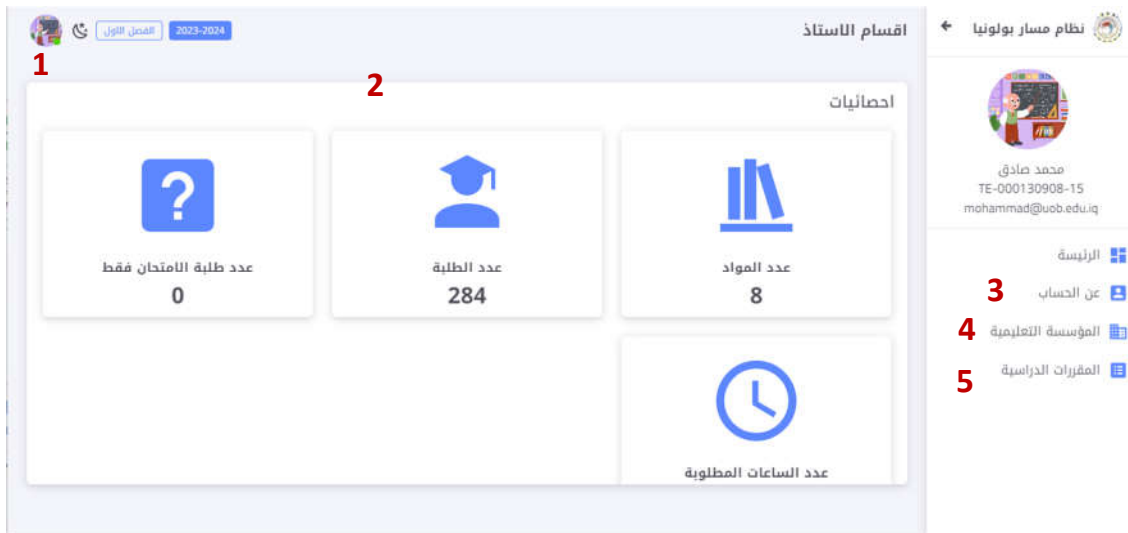 نظام مسار بولونيا
محمد صادق
TE-000130908-15
mohammad@uob.edu.iq
الرئيسة
عن الحساب
3
المؤسسة التعليمية
4
المقررات الدراسية
5
اقسام الاستاذ
2023-2024
الفصل الاول
1
2
احصائيات
عدد المواد
8
عدد الطلبة
284
عدد طلبة الامتحان فقط
0
عدد الساعات المطلوبة